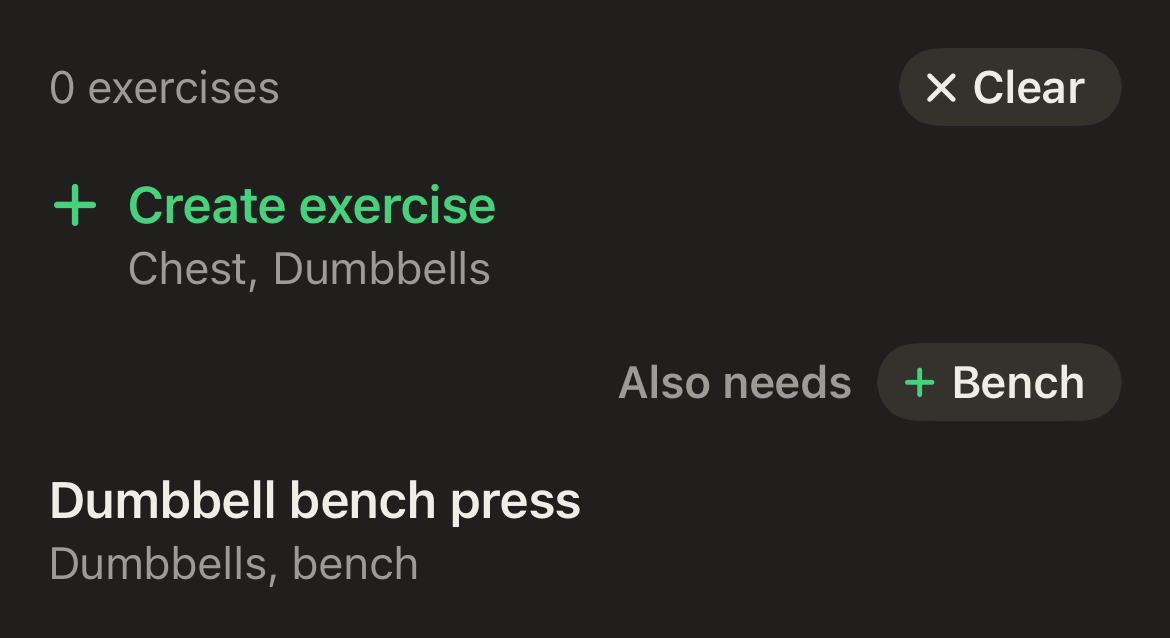 0 exercises
Clear
Create exercise
Chest, Dumbbells
Also needs
Bench
Dumbbell bench press
Dumbbells, bench